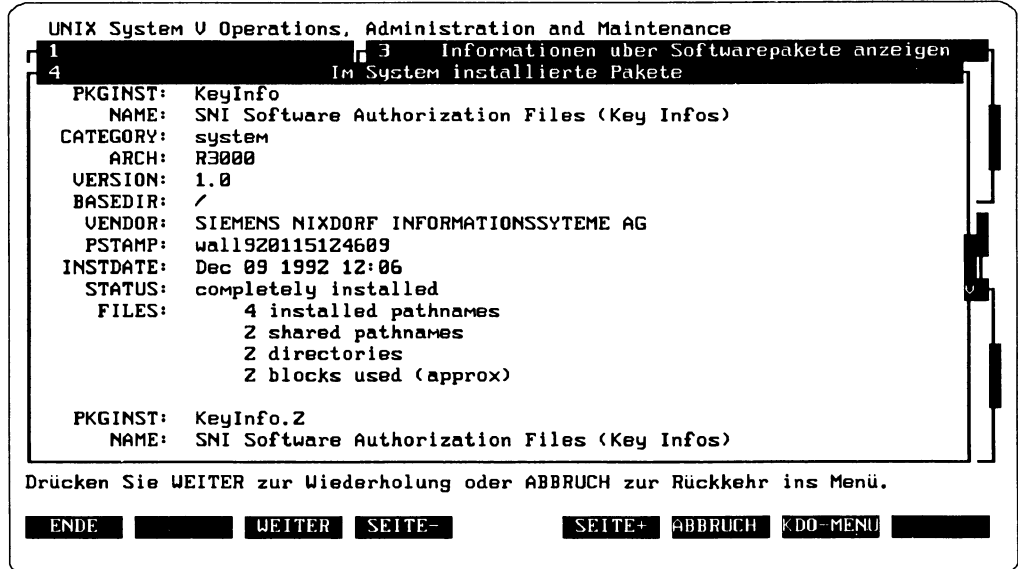 UNIX System V Operations, Administration and Maintenance
1 3 Informationen uber Softwarepakete anzeigen
4 Im System installierte Pakete
PKGINST: KeyInfo
NAME: SNI Software Authorization Files (Key Infos)
CATEGORY: system
ARCH: R3000
VERSION: 1.0
BASEDIR: /
VENDOR: SIEMENS NIXDORF INFORMATIONSSYTEME AG
PSTAMP: wall920115124609
INSTDATE: Dec 09 1992 12:06
STATUS: completely installed
FILES: 4 installed pathnames
2 shared pathnames
2 directories
2 blocks used (approx)
PKGINST: KeyInfo.2
NAME: SNI Software Authorization Files (Key Infos)
v
Drücken Sie WEITER zur Wiederholung oder ABBRUCH zur Rückkehr ins Menü.
ENDE WEITER SEITE- SEITE+ ABBRUCH KDO-MENU